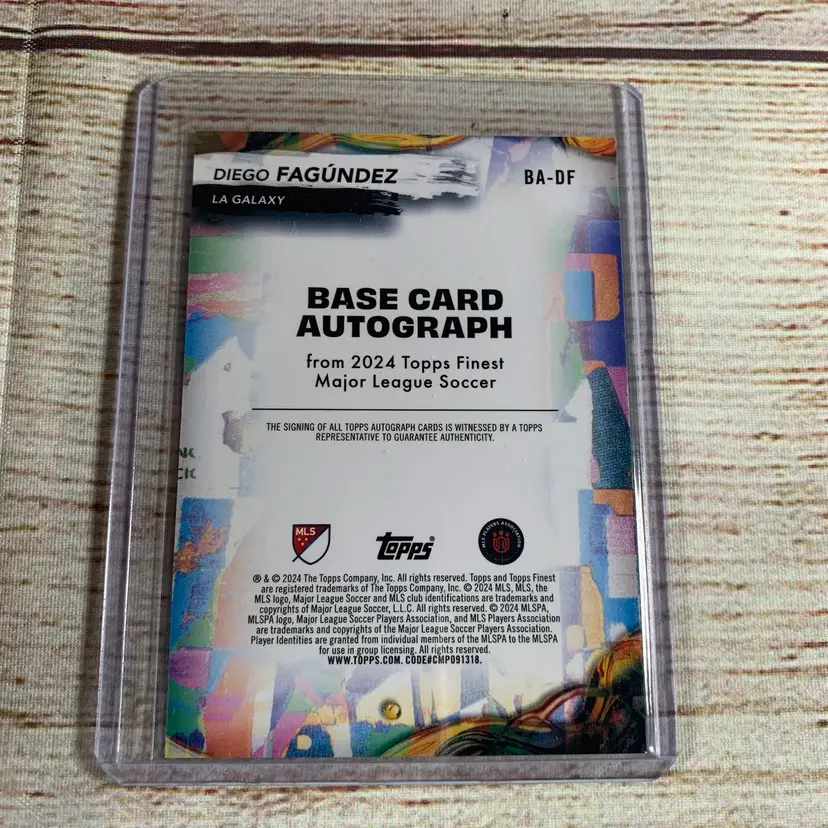 DIEGO FAGÚNDEZ
BA-DF
LA GALAXY
BASE CARD
AUTOGRAPH
from 2024 Topps Finest
Major League Soccer
THE SIGNING OF ALL TOPPS AUTOGRAPH CARDS IS WITNESSED BY A TOPPS
REPRESENTATIVE TO GUARANTEE AUTHENTICITY.
MLS
Topps®
MLS PLAYERS ASSOCIATION
® & © 2024 The Topps Company, Inc. All rights reserved. Topps and Topps Finest
are registered trademarks of The Topps Company, Inc. © 2024 MLS, MLS, the
MLS logo, Major League Soccer and MLS club identifications are trademarks and
copyrights of Major League Soccer, L.L.C. All rights reserved. © 2024 MLSPA,
MLSPA logo, Major League Soccer Players Association, and MLS Players Association
are trademarks and copyrights of the Major League Soccer Players Association.
Player Identities are granted from individual members of the MLSPA to the MLSPA
for use in group licensing. All rights reserved.
WWW.TOPPS.COM. CODE#CMP091318.